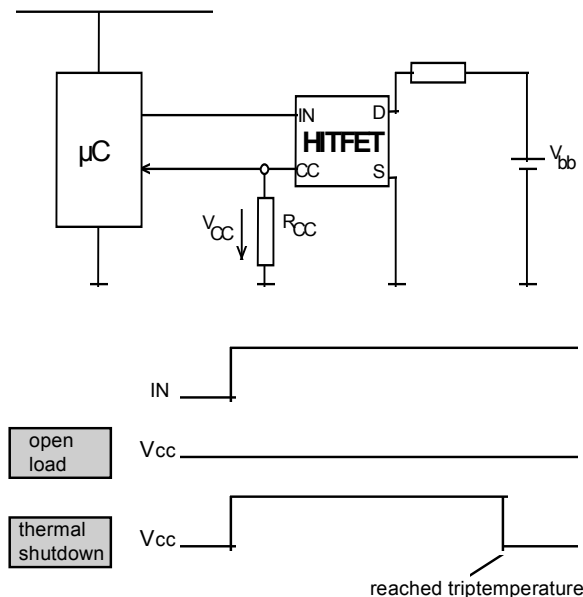 μC
IN
D
HITFET
CC
S
V_bb
V_CC
R_CC
IN
open
load
Vcc
thermal
shutdown
Vcc
reached triptemperature